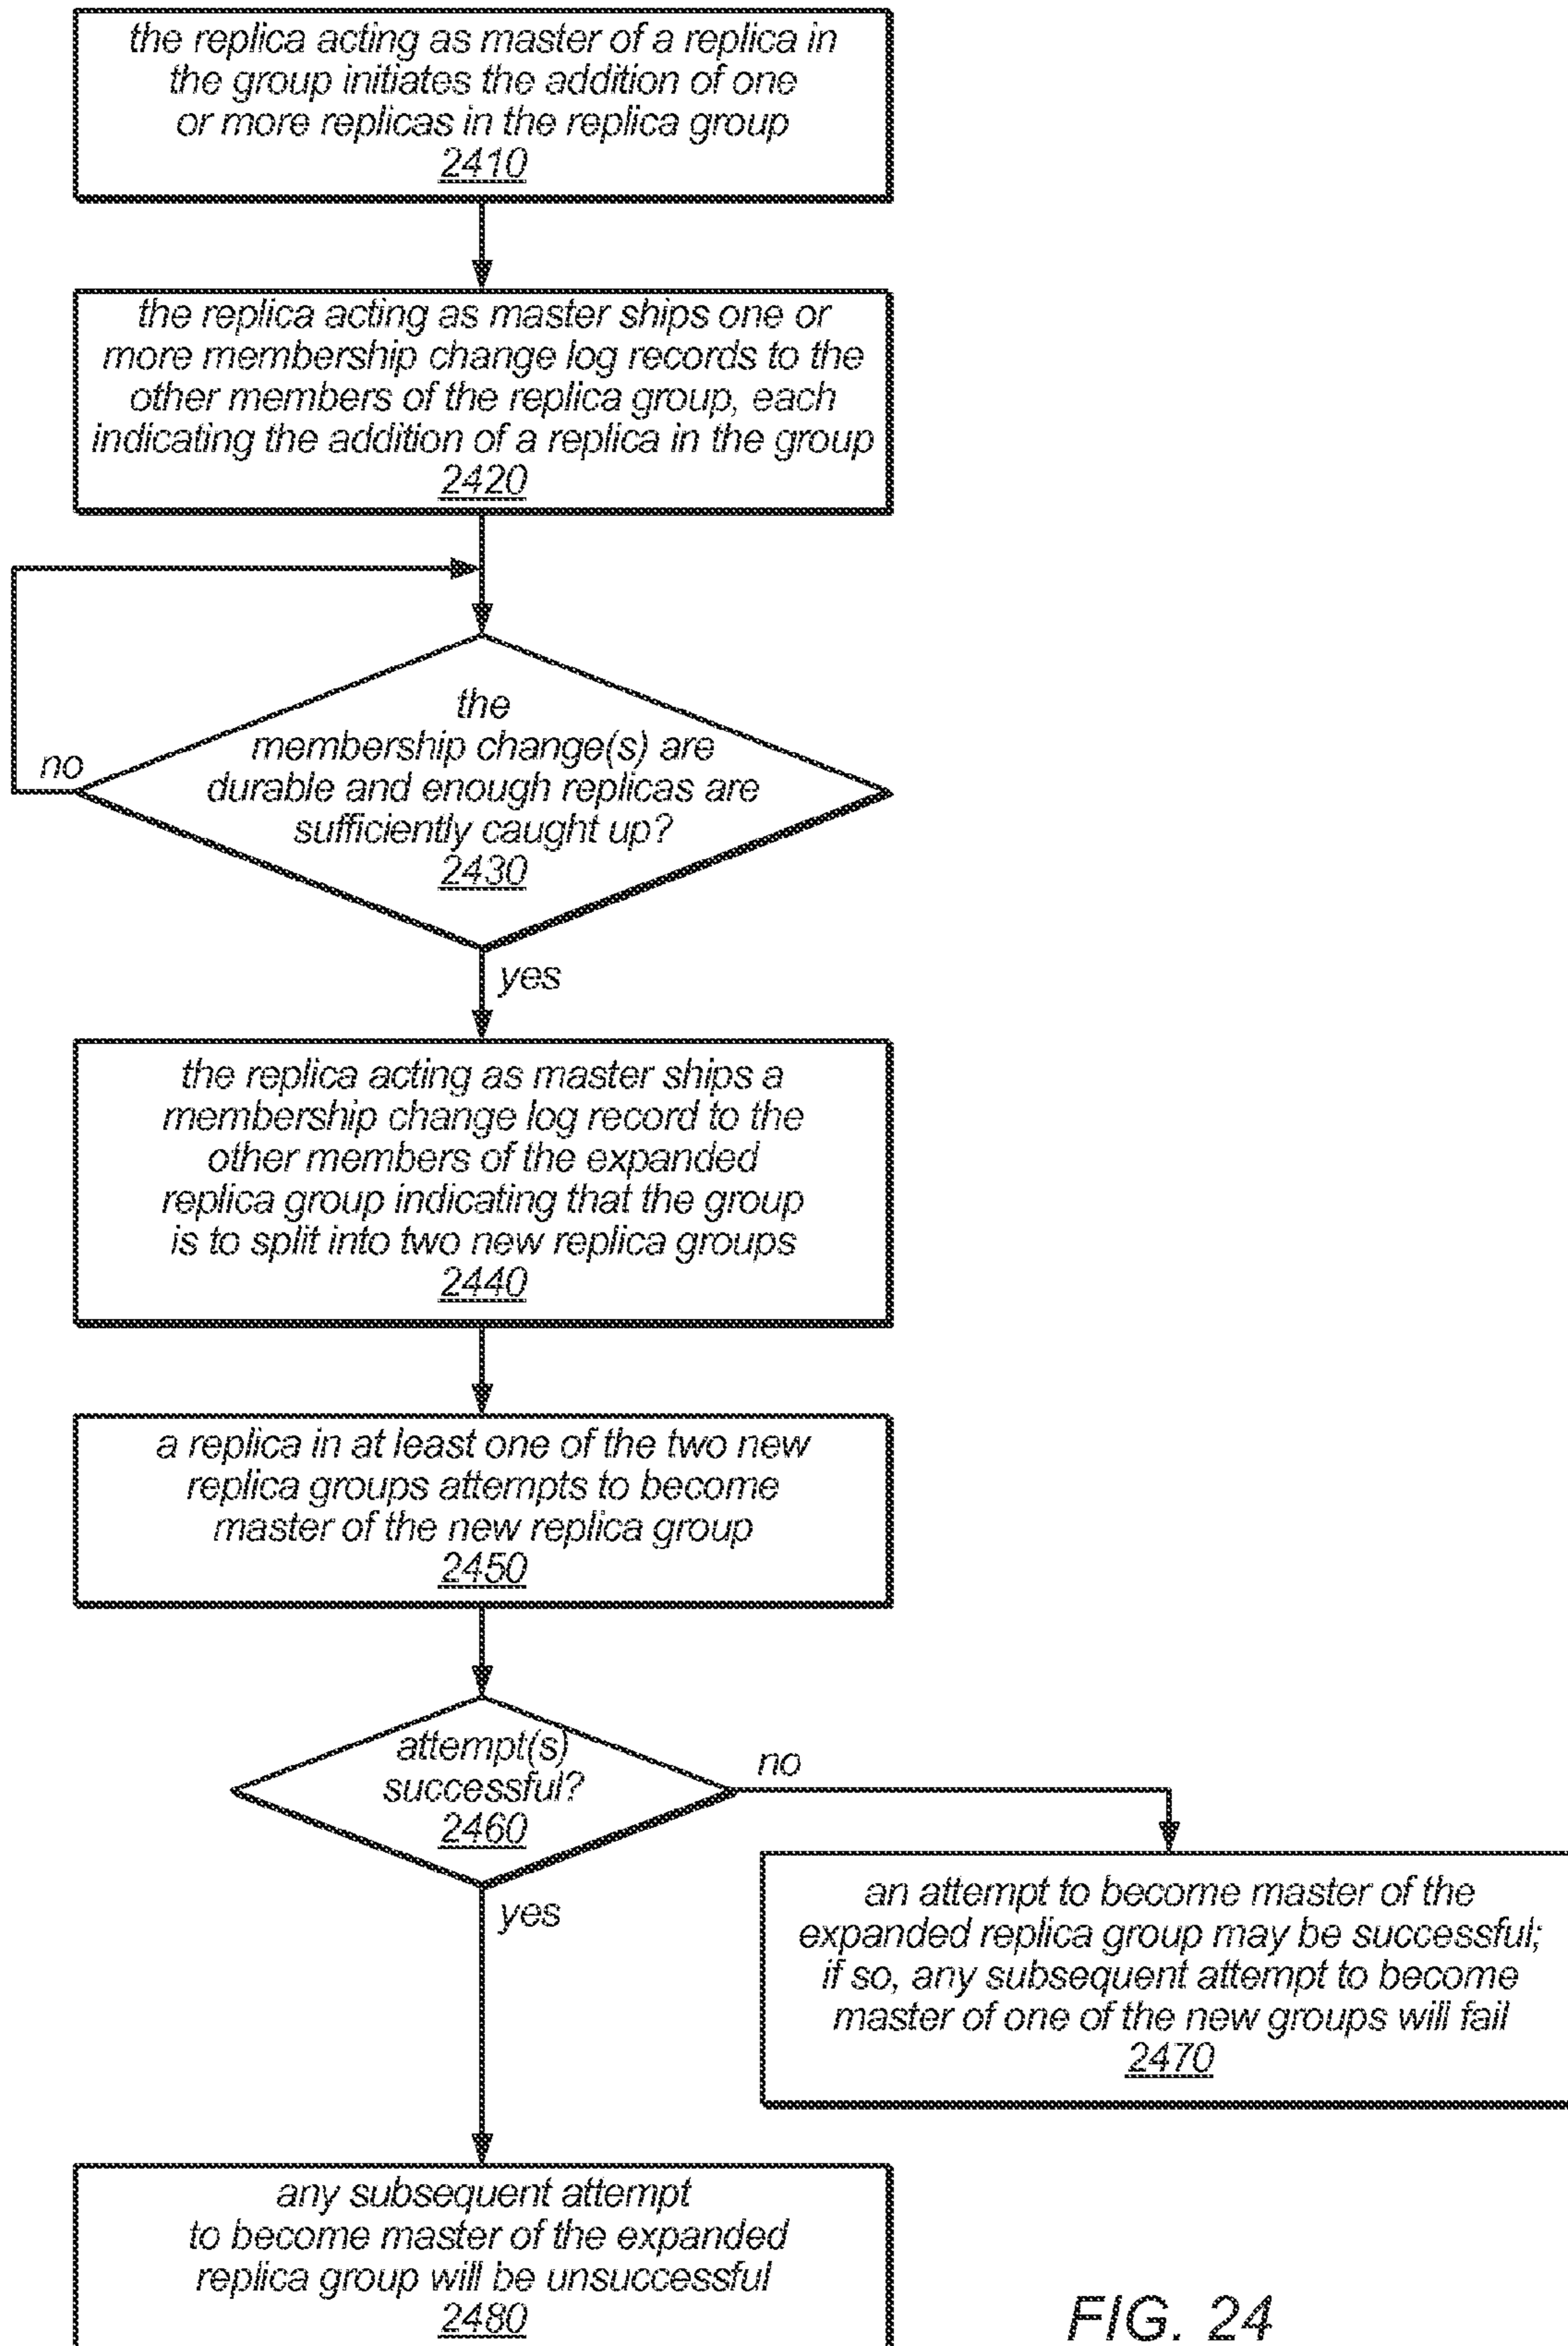 the replica acting as master of a replica in
the group initiates the addition of one
or more replicas in the replica group
2410
the replica acting as master ships one or
more membership change log records to the
other members of the replica group, each
indicating the addition of a replica in the group
2420
the
membership change(s) are
durable and enough replicas are
sufficiently caught up?
2430
no
yes
the replica acting as master ships a
membership change log record to the
other members of the expanded
replica group indicating that the group
is to split into two new replica groups
2440
a replica in at least one of the two new
replica groups attempts to become
master of the new replica group
2450
attempt(s)
successful?
2460
no
yes
an attempt to become master of the
expanded replica group may be successful;
if so, any subsequent attempt to become
master of one of the new groups will fail
2470
any subsequent attempt
to become master of the expanded
replica group will be unsuccessful
2480
FIG. 24